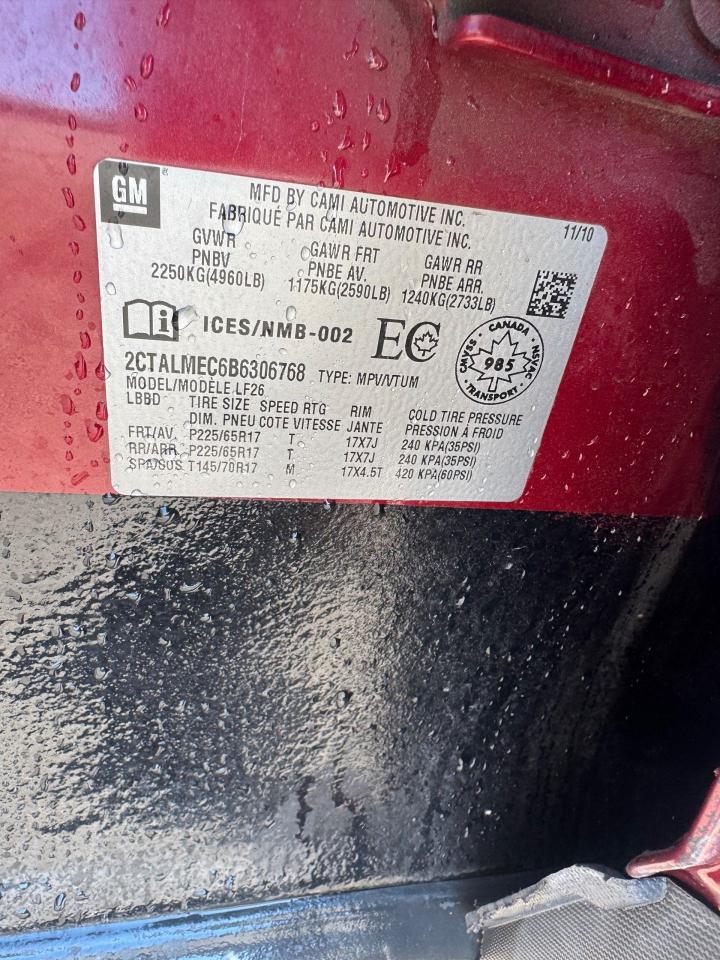 GM
MFD BY CAMI AUTOMOTIVE INC.
FABRIQUÉ PAR CAMI AUTOMOTIVE INC.
11/10
GVWR GAWR FRT GAWR RR
PNBV PNBE AV. PNBE ARR.
2250KG(4960LB) 1175KG(2590LB) 1240KG(2733LB)
ICES/NMB-002 EC
CANADA
CMVSS 985 NSVAC
TRANSPORT
2CTALMEC6B6306768 TYPE: MPV/VTUM
MODEL/MODÈLE LF26
LBBD TIRE SIZE SPEED RTG RIM COLD TIRE PRESSURE
DIM. PNEU COTE VITESSE JANTE PRESSION À FROID
FRT/AV. P225/65R17 T 17X7J 240 KPA(35PSI)
RR/ARR. P225/65R17 T 17X7J 240 KPA(35PSI)
SPA/SUS T145/70R17 M 17X4.5T 420 KPA(60PSI)